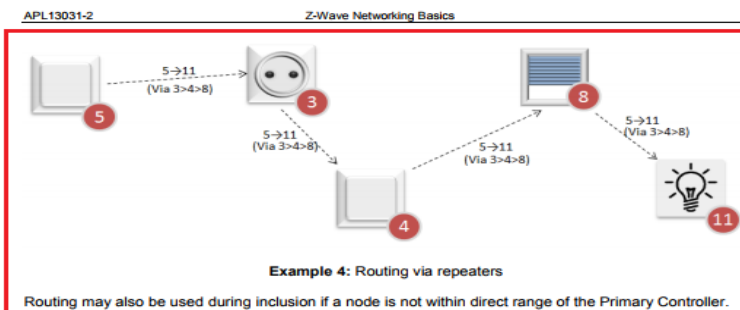 APL13031-2 Z-Wave Networking Basics
5→11
(Via 3>4>8)
5
3
5→11
(Via 3>4>8)
4
5→11
(Via 3>4>8)
8
5→11
(Via 3>4>8)
11
Example 4: Routing via repeaters
Routing may also be used during inclusion if a node is not within direct range of the Primary Controller.